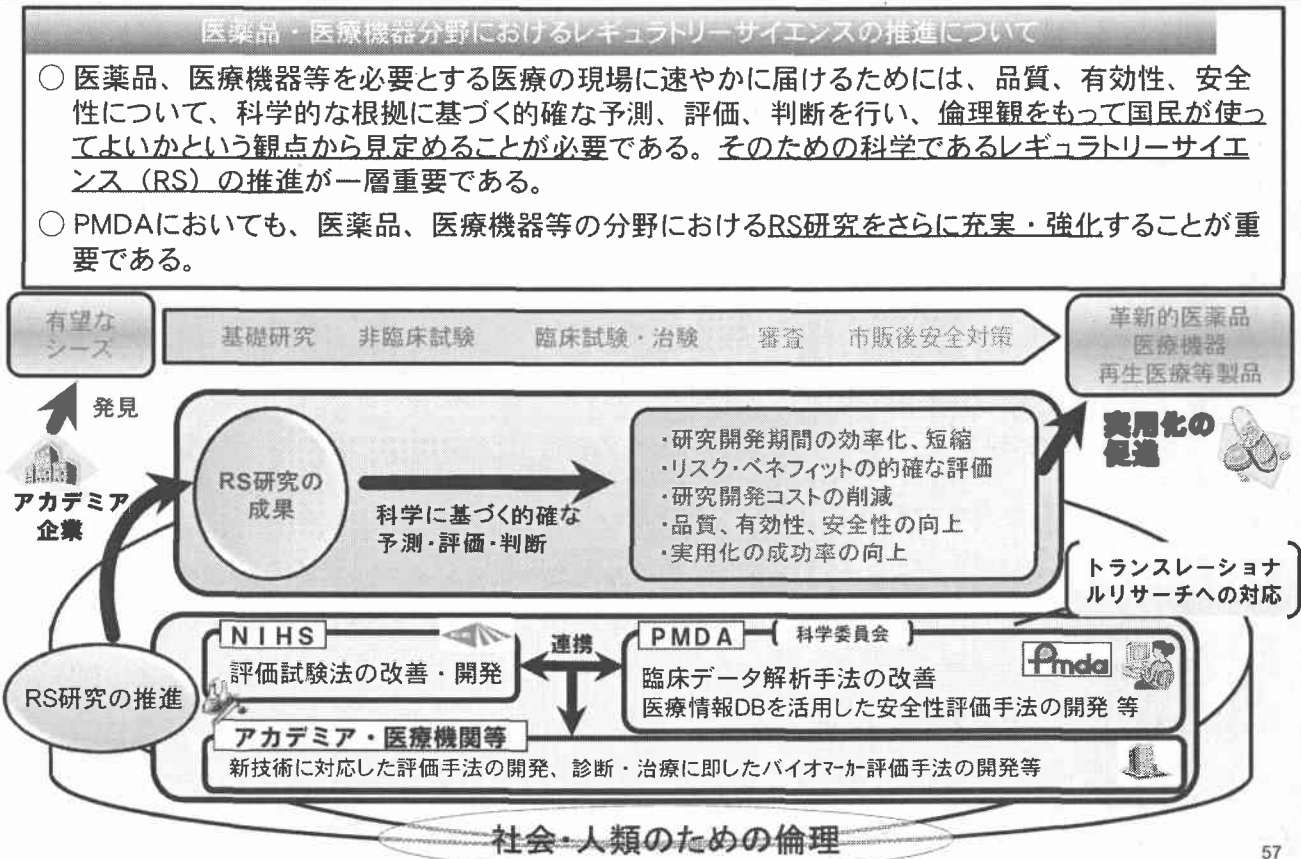 医薬品・医療機器分野におけるレギュラトリーサイエンスの推進について
○ 医薬品、医療機器等を必要とする医療の現場に速やかに届けるためには、品質、有効性、安全
性について、科学的な根拠に基づく的確な予測、評価、判断を行い、倫理観をもって国民が使っ
てよいかという観点から見定めることが必要である。そのための科学であるレギュラトリーサイエ
ンス（RS）の推進が一層重要である。
○ PMDAにおいても、医薬品、医療機器等の分野におけるRS研究をさらに充実・強化することが重
要である。
有望な
シーズ
基礎研究 非臨床試験 臨床試験・治験 審査 市販後安全対策
革新的医薬品
医療機器
再生医療等製品
発見
アカデミア
企業
RS研究の
成果
科学に基づく的確な
予測・評価・判断
・研究開発期間の効率化、短縮
・リスク・ベネフィットの的確な評価
・研究開発コストの削減
・品質、有効性、安全性の向上
・実用化の成功率の向上
実用化の
促進
トランスレーショナ
ルリサーチへの対応
RS研究の推進
NIHS
評価試験法の改善・開発
連携
PMDA
科学委員会
Pmda
臨床データ解析手法の改善
医療情報DBを活用した安全性評価手法の開発 等
アカデミア・医療機関等
新技術に対応した評価手法の開発、診断・治療に即したバイオマーカー評価手法の開発等
社会・人類のための倫理
57